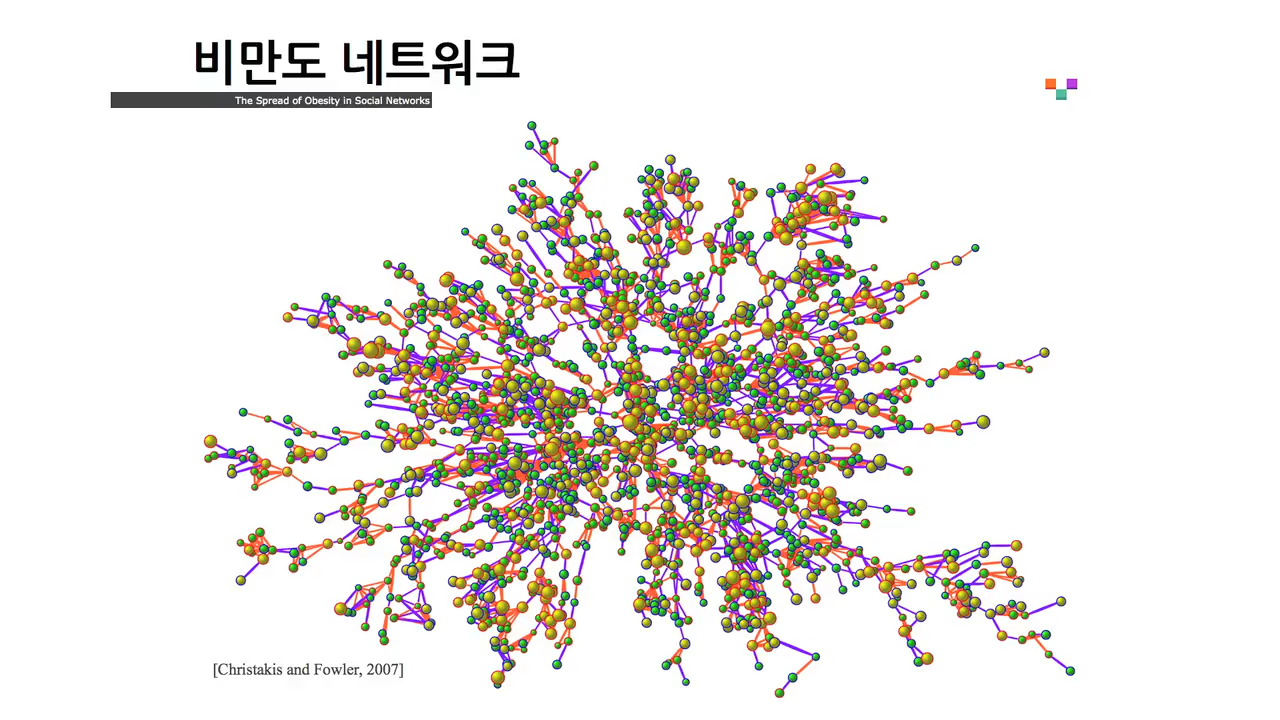 비만도 네트워크
The Spread of Obesity in Social Networks
[Christakis and Fowler, 2007]